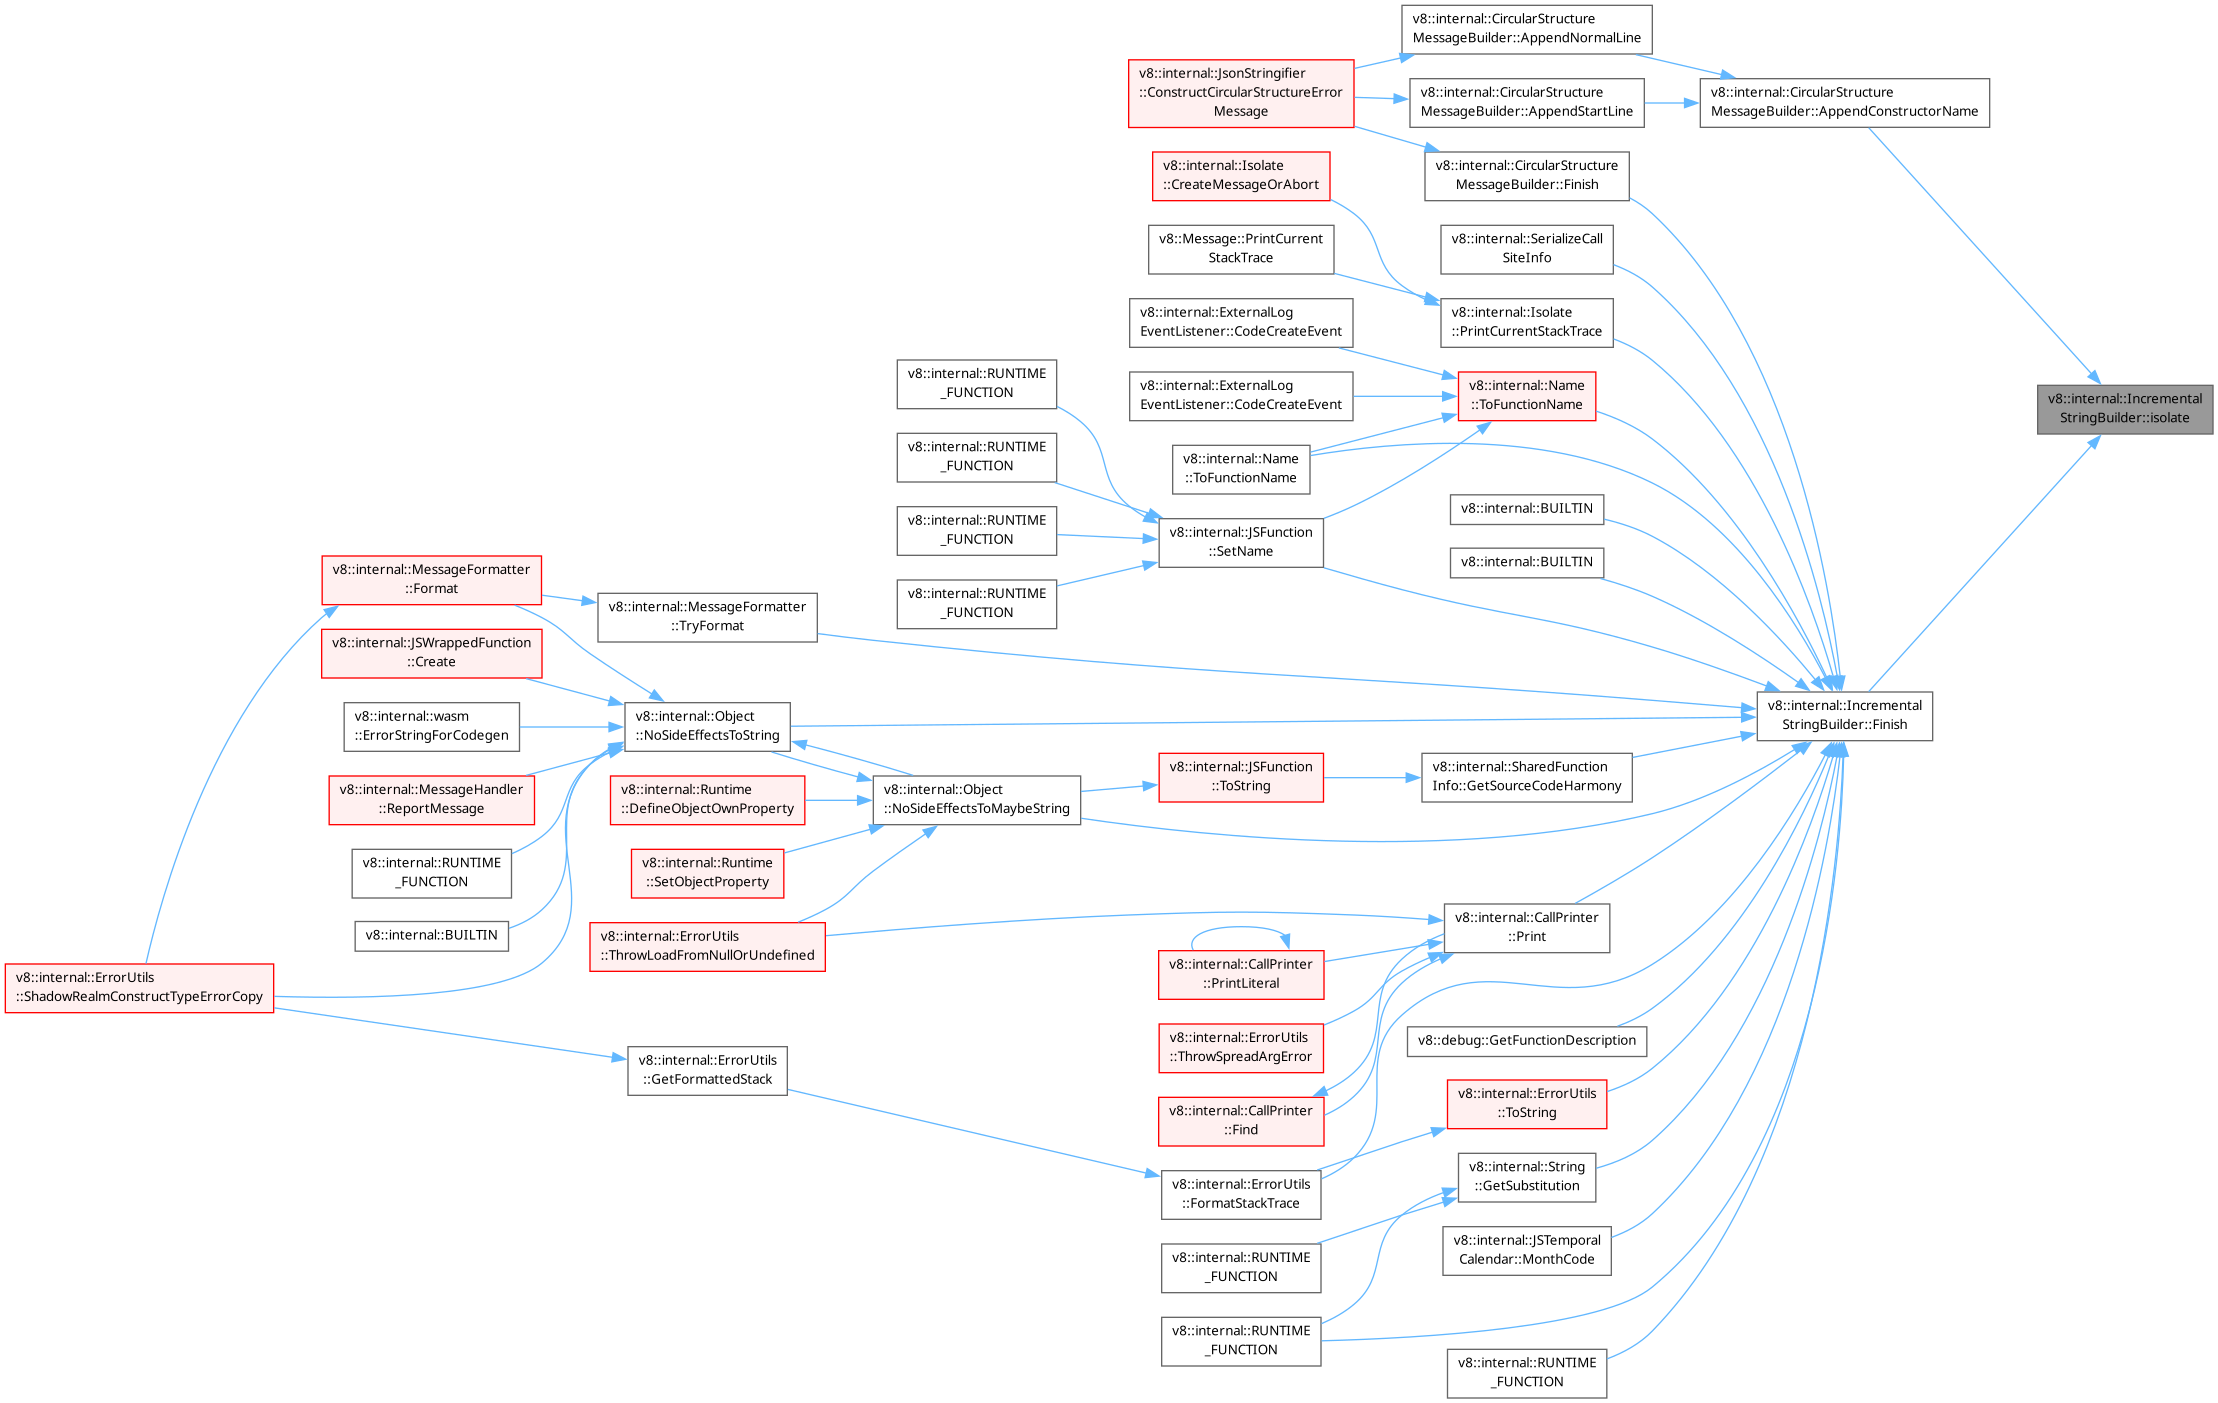 v8::internal::CircularStructure
MessageBuilder::AppendNormalLine
v8::internal::JsonStringifier
::ConstructCircularStructureError
Message
v8::internal::CircularStructure
MessageBuilder::AppendStartLine
v8::internal::CircularStructure
MessageBuilder::AppendConstructorName
v8::internal::Isolate
::CreateMessageOrAbort
v8::internal::CircularStructure
MessageBuilder::Finish
v8::Message::PrintCurrent
StackTrace
v8::internal::SerializeCall
SiteInfo
v8::internal::ExternalLog
EventListener::CodeCreateEvent
v8::internal::Isolate
::PrintCurrentStackTrace
v8::internal::RUNTIME
_FUNCTION
v8::internal::ExternalLog
EventListener::CodeCreateEvent
v8::internal::Name
::ToFunctionName
v8::internal::Incremental
StringBuilder::isolate
v8::internal::RUNTIME
_FUNCTION
v8::internal::Name
::ToFunctionName
v8::internal::BUILTIN
v8::internal::RUNTIME
_FUNCTION
v8::internal::JSFunction
::SetName
v8::internal::BUILTIN
v8::internal::MessageFormatter
::Format
v8::internal::RUNTIME
_FUNCTION
v8::internal::MessageFormatter
::TryFormat
v8::internal::JSWrappedFunction
::Create
v8::internal::wasm
::ErrorStringForCodegen
v8::internal::Object
::NoSideEffectsToString
v8::internal::Incremental
StringBuilder::Finish
v8::internal::MessageHandler
::ReportMessage
v8::internal::Runtime
::DefineObjectOwnProperty
v8::internal::Object
::NoSideEffectsToMaybeString
v8::internal::JSFunction
::ToString
v8::internal::SharedFunction
Info::GetSourceCodeHarmony
v8::internal::RUNTIME
_FUNCTION
v8::internal::Runtime
::SetObjectProperty
v8::internal::BUILTIN
v8::internal::ErrorUtils
::ThrowLoadFromNullOrUndefined
v8::internal::CallPrinter
::Print
v8::internal::ErrorUtils
::ShadowRealmConstructTypeErrorCopy
v8::internal::CallPrinter
::PrintLiteral
v8::internal::ErrorUtils
::ThrowSpreadArgError
v8::debug::GetFunctionDescription
v8::internal::ErrorUtils
::GetFormattedStack
v8::internal::CallPrinter
::Find
v8::internal::ErrorUtils
::ToString
v8::internal::ErrorUtils
::FormatStackTrace
v8::internal::String
::GetSubstitution
v8::internal::RUNTIME
_FUNCTION
v8::internal::JSTemporal
Calendar::MonthCode
v8::internal::RUNTIME
_FUNCTION
v8::internal::RUNTIME
_FUNCTION